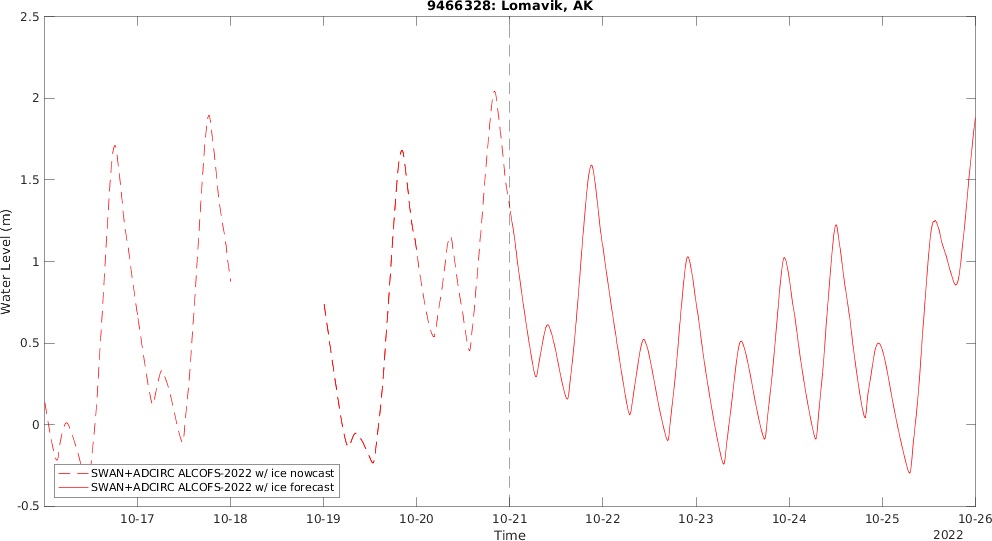 9466328: Lomavik, AK
2.5
2
1.5
1
0.5
0
-0.5
Water Level (m)
SWAN+ADCIRC ALCOFS-2022 w/ ice nowcast
SWAN+ADCIRC ALCOFS-2022 w/ ice forecast
10-17 10-18 10-19 10-20 10-21 10-22 10-23 10-24 10-25 10-26
Time
2022